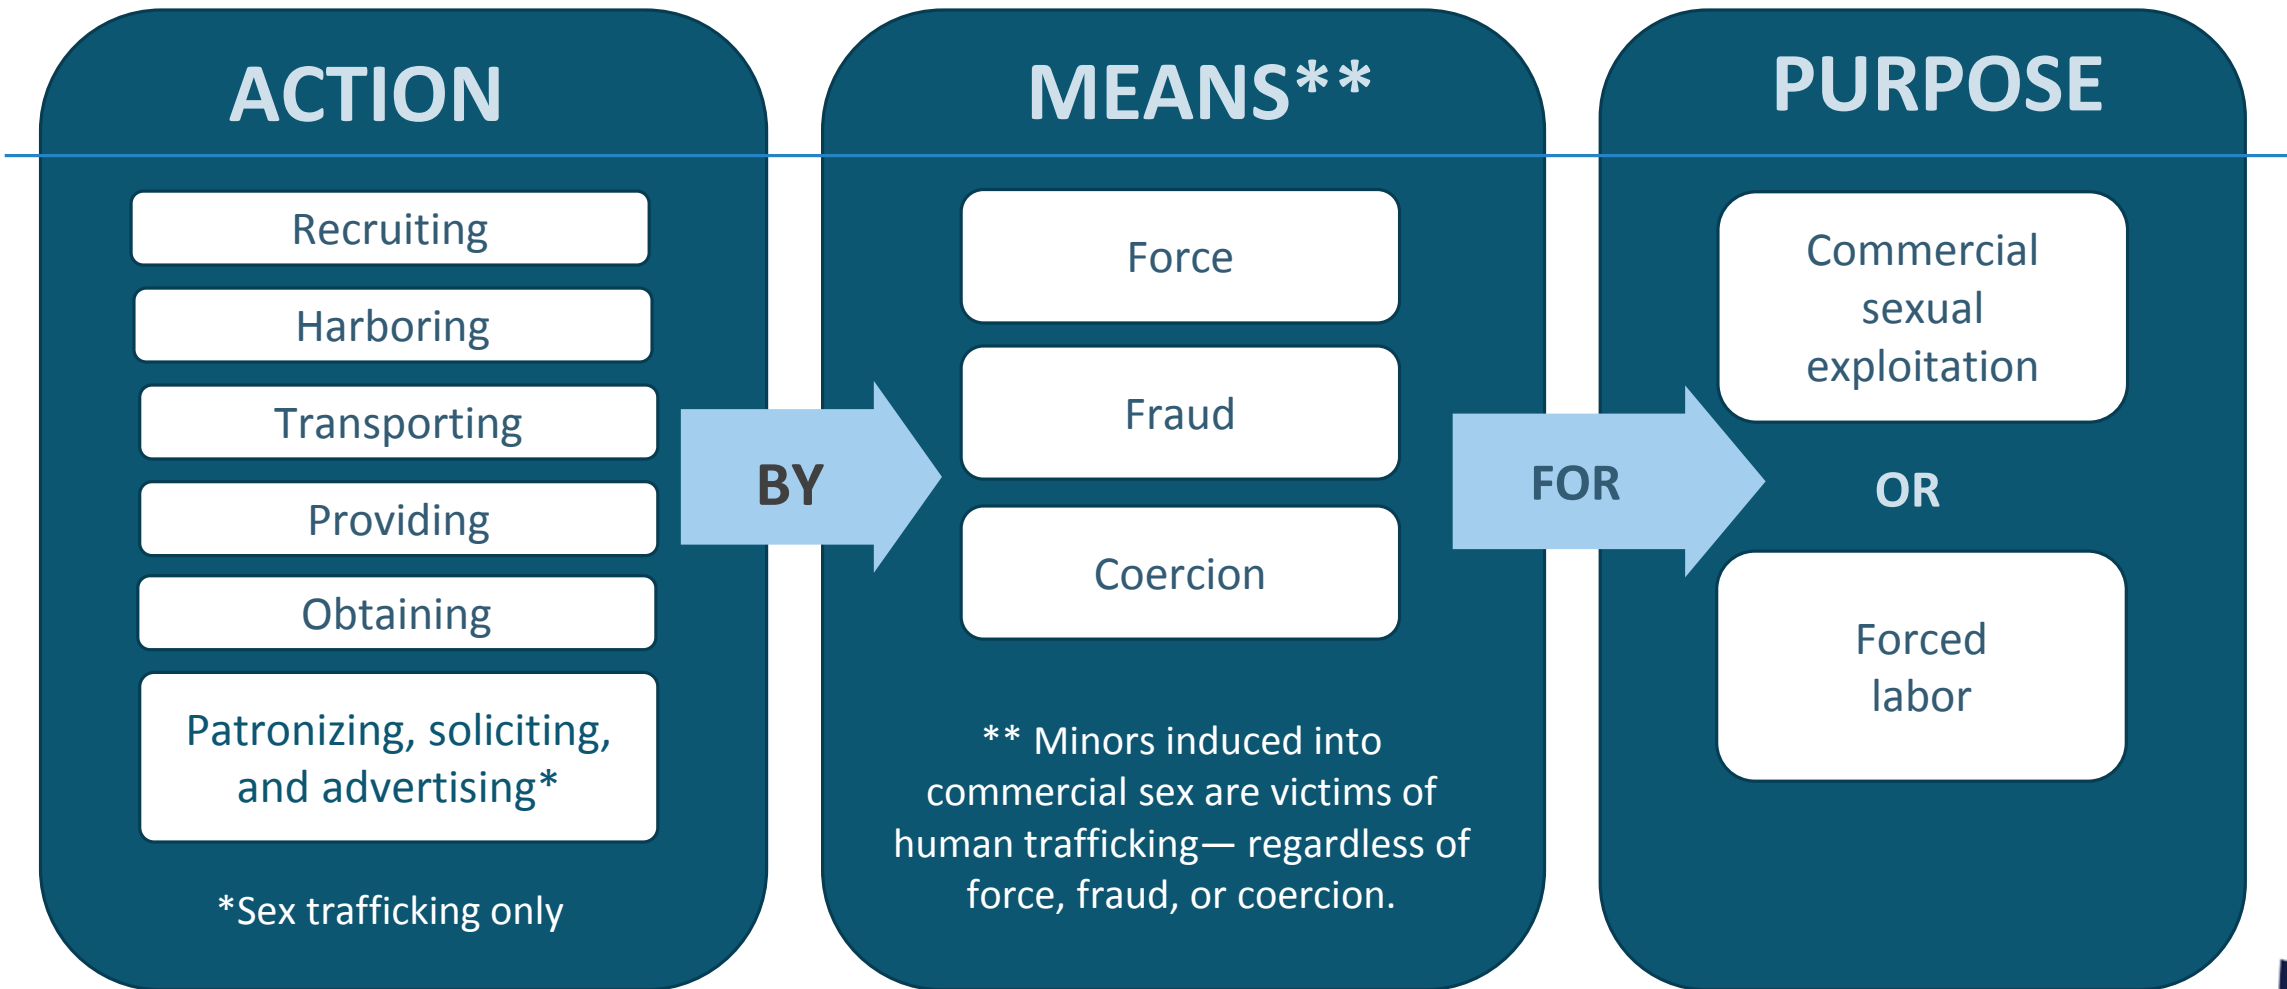 ACTION
Recruiting
Harboring
Transporting
Providing
Obtaining
Patronizing, soliciting,
and advertising*
*Sex trafficking only
BY
MEANS**
Force
Fraud
Coercion
** Minors induced into
commercial sex are victims of
human trafficking— regardless of
force, fraud, or coercion.
FOR
PURPOSE
Commercial
sexual
exploitation
OR
Forced
labor